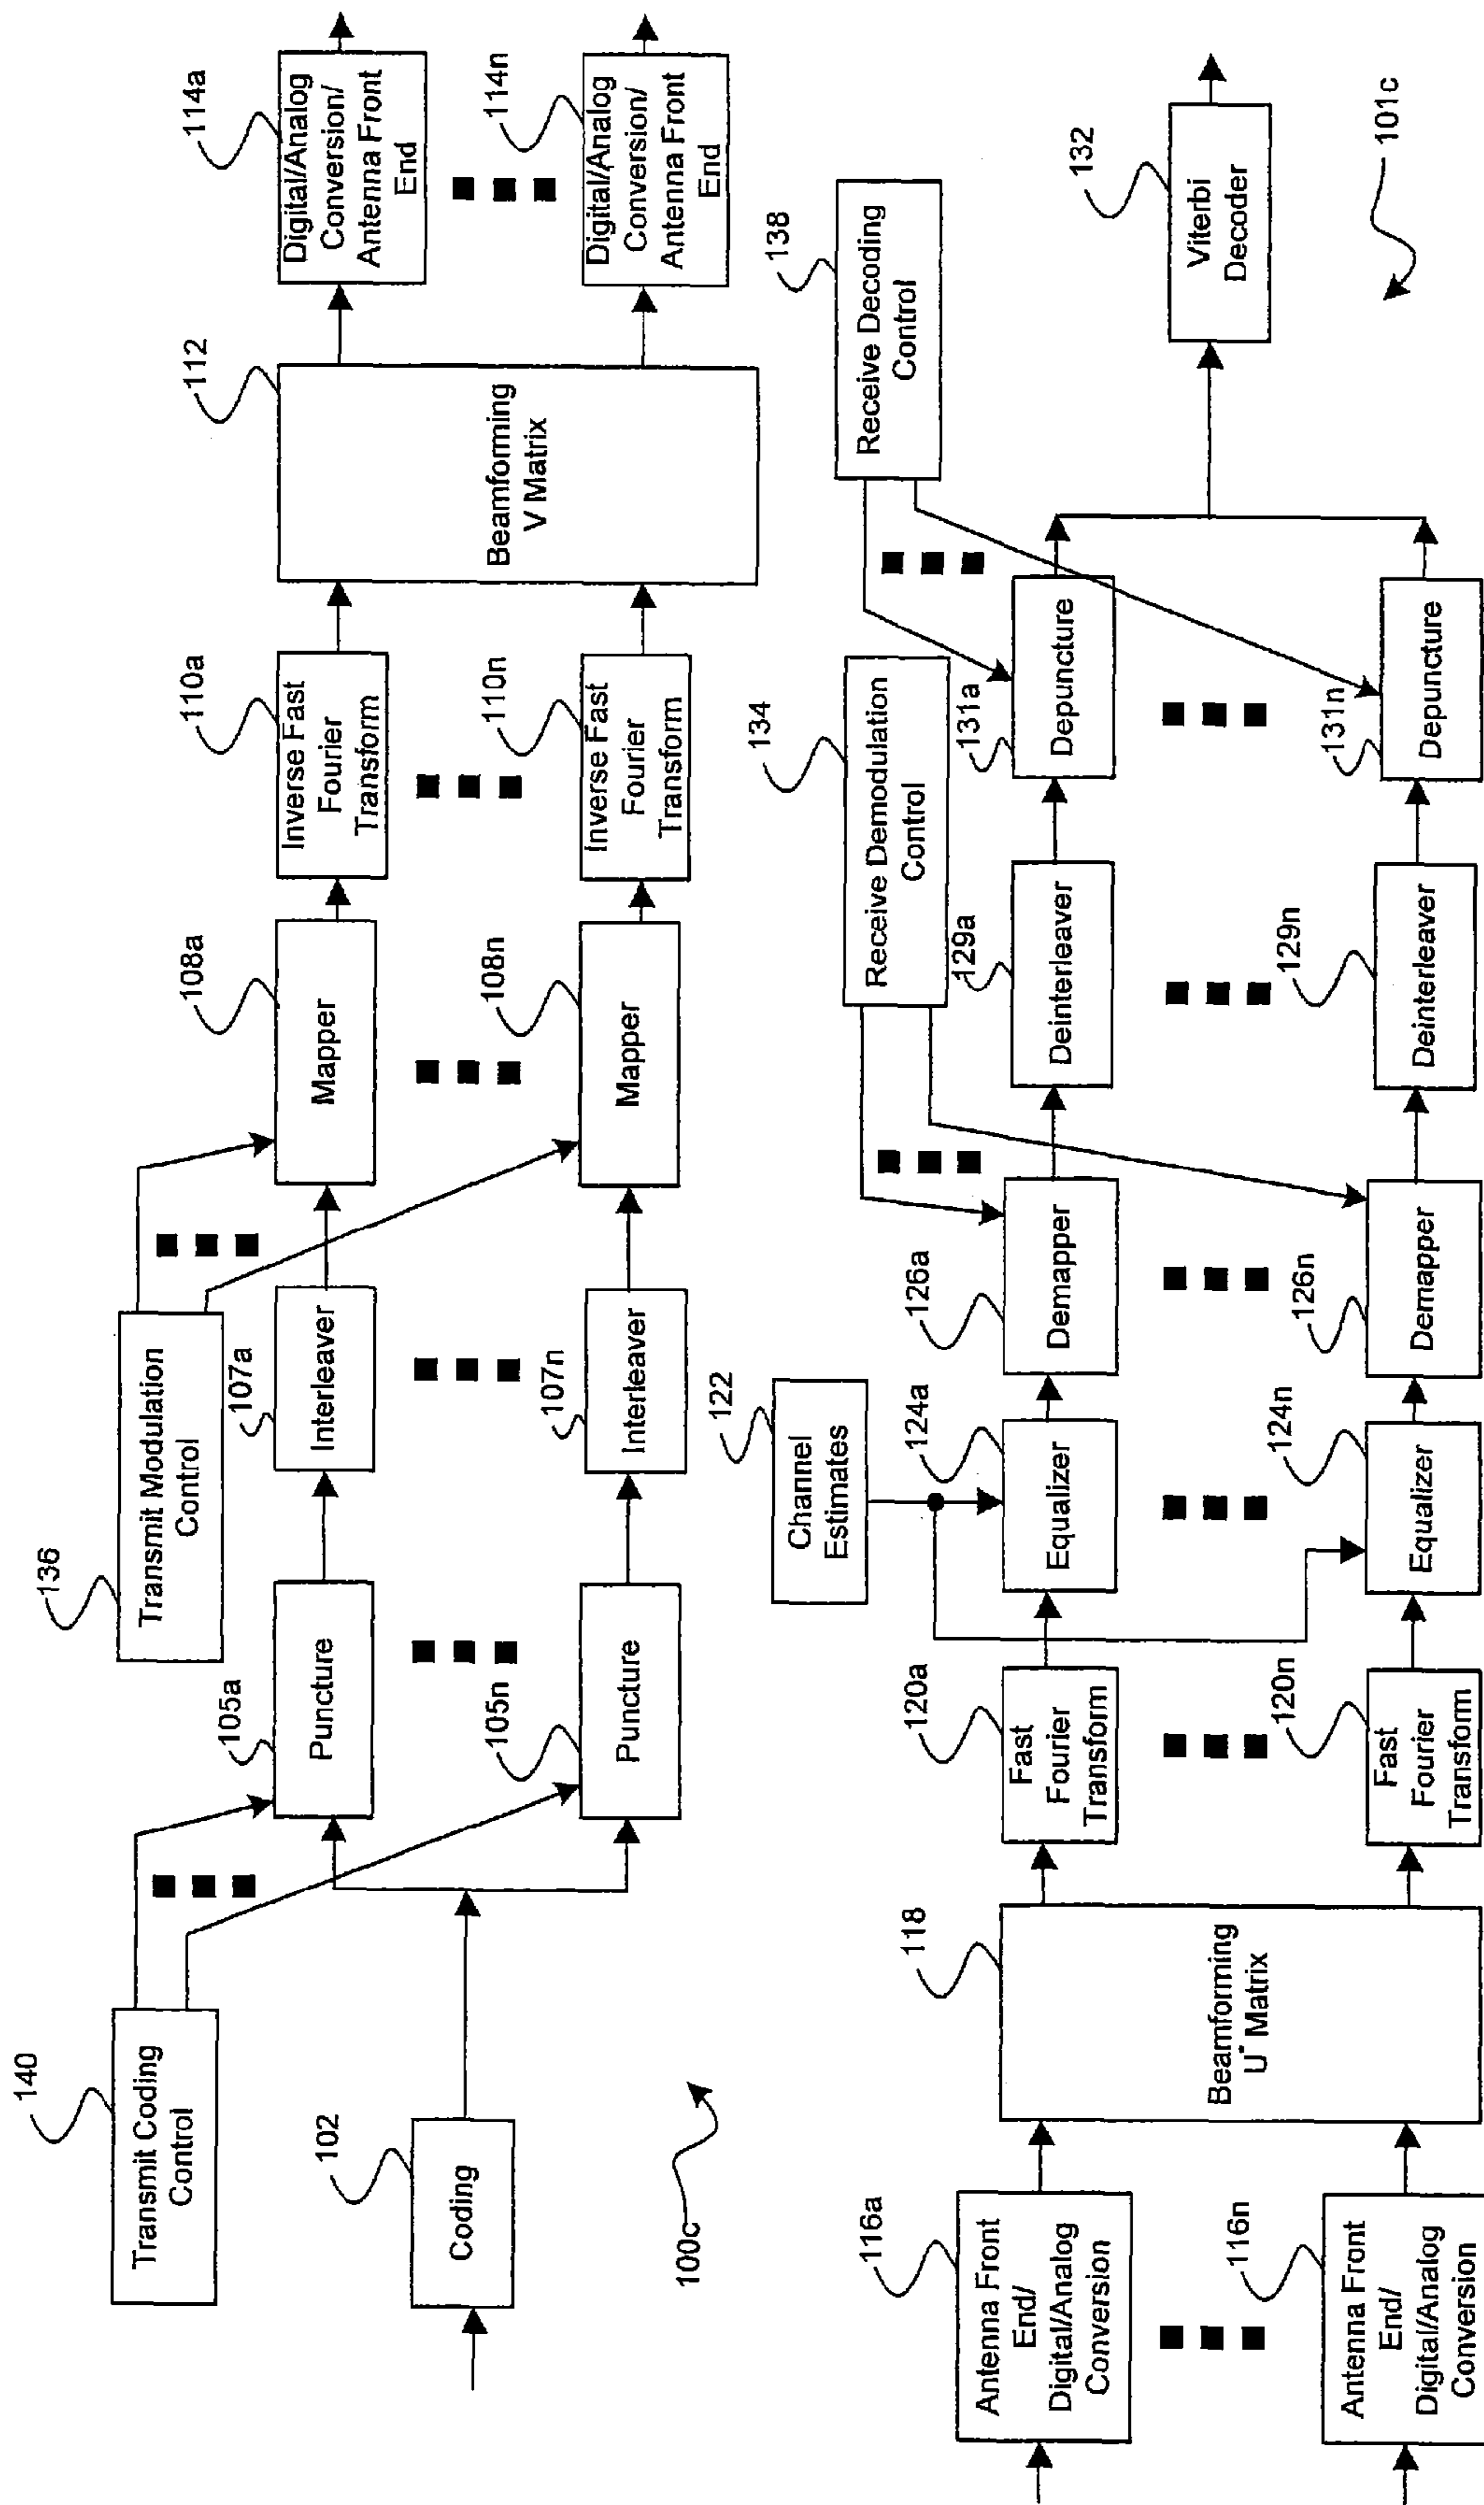 140
Transmit Coding
Control
102
Coding
100c
136
Transmit Modulation
Control
105a
Puncture
105n
Puncture
107a
Interleaver
107n
Interleaver
108a
Mapper
108n
Mapper
110a
Inverse Fast
Fourier
Transform
110n
Inverse Fast
Fourier
Transform
112
Beamforming
V Matrix
114a
Digital/Analog
Conversion/
Antenna Front
End
114n
Digital/Analog
Conversion/
Antenna Front
End
116a
Antenna Front
End/
Digital/Analog
Conversion
116n
Antenna Front
End/
Digital/Analog
Conversion
118
Beamforming
U* Matrix
120a
Fast
Fourier
Transform
120n
Fast
Fourier
Transform
122
Channel
Estimates
124a
Equalizer
124n
Equalizer
126a
Demapper
126n
Demapper
134
Receive Demodulation
Control
129a
Deinterleaver
129n
Deinterleaver
138
Receive Decoding
Control
131a
Depuncture
131n
Depuncture
132
Viterbi
Decoder
101c